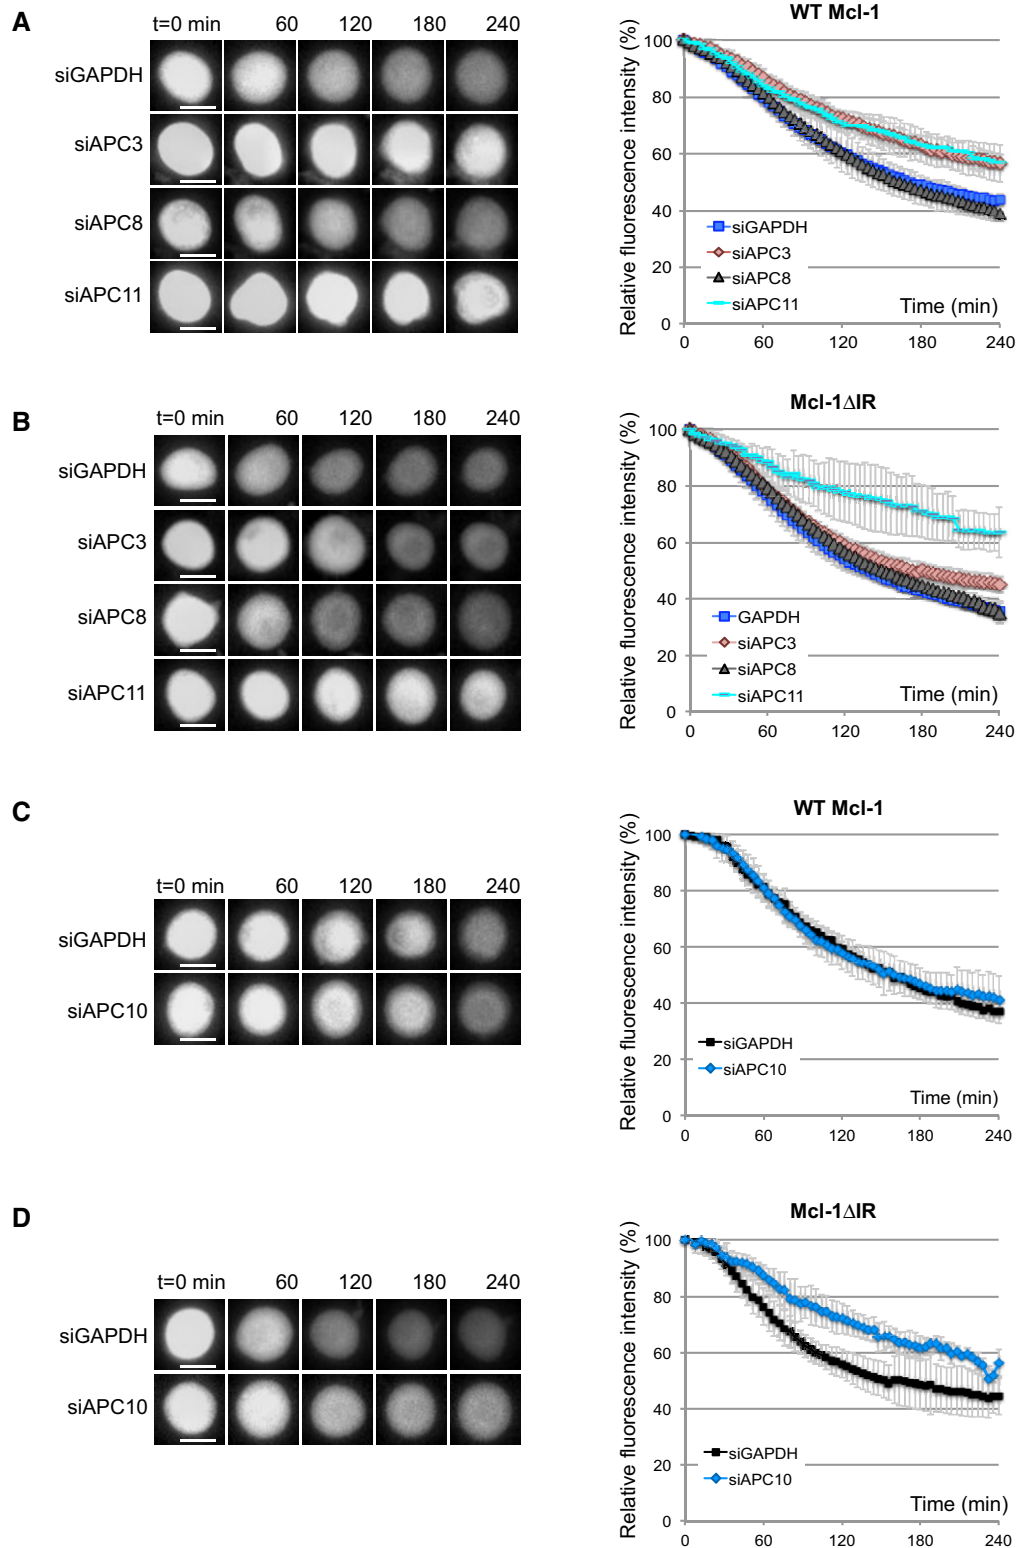 A
t=0 min 60 120 180 240
siGAPDH
siAPC3
siAPC8
siAPC11
WT Mcl-1
Relative fluorescence intensity (%)
100
80
60
40
20
0
siGAPDH
siAPC3
siAPC8
siAPC11
Time (min)
0 60 120 180 240
B
t=0 min 60 120 180 240
siGAPDH
siAPC3
siAPC8
siAPC11
Mcl-1∆IR
Relative fluorescence intensity (%)
100
80
60
40
20
0
GAPDH
siAPC3
siAPC8
siAPC11
Time (min)
0 60 120 180 240
C
t=0 min 60 120 180 240
siGAPDH
siAPC10
WT Mcl-1
Relative fluorescence intensity (%)
100
80
60
40
20
0
siGAPDH
siAPC10
Time (min)
0 60 120 180 240
D
t=0 min 60 120 180 240
siGAPDH
siAPC10
Mcl-1∆IR
Relative fluorescence intensity (%)
100
80
60
40
20
0
siGAPDH
siAPC10
Time (min)
0 60 120 180 240